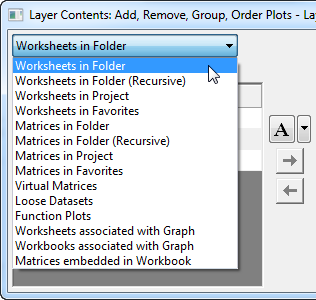 Layer Contents: Add, Remove, Group, Order Plots - La
Worksheets in Folder
Worksheets in Folder
Worksheets in Folder (Recursive)
Worksheets in Project
Worksheets in Favorites
Matrices in Folder
Matrices in Folder (Recursive)
Matrices in Project
Matrices in Favorites
Virtual Matrices
Loose Datasets
Function Plots
Worksheets associated with Graph
Workbooks associated with Graph
Matrices embedded in Workbook
A